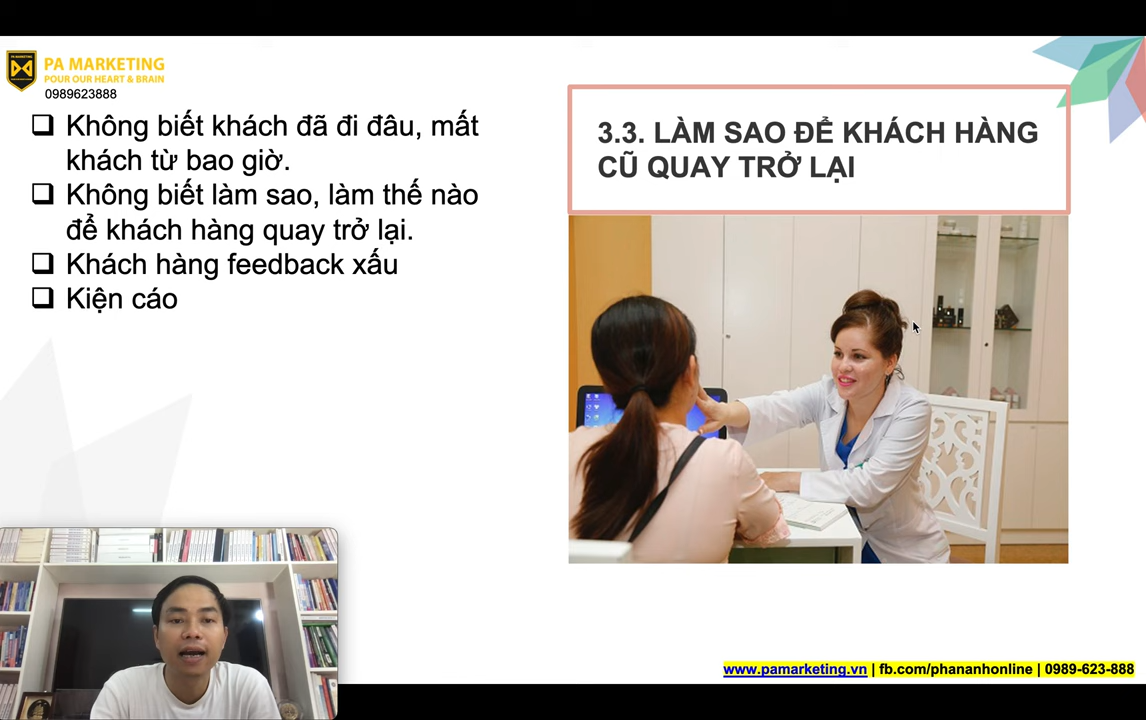 PA MARKETING
POUR OUR HEART & BRAIN
0989623888
Không biết khách đã đi đâu, mất
khách từ bao giờ.
Không biết làm sao, làm thế nào
để khách hàng quay trở lại.
Khách hàng feedback xấu
Kiện cáo
3.3. LÀM SAO ĐỂ KHÁCH HÀNG
CŨ QUAY TRỞ LẠI
www.pamarketing.vn | fb.com/phananhonline | 0989-623-888